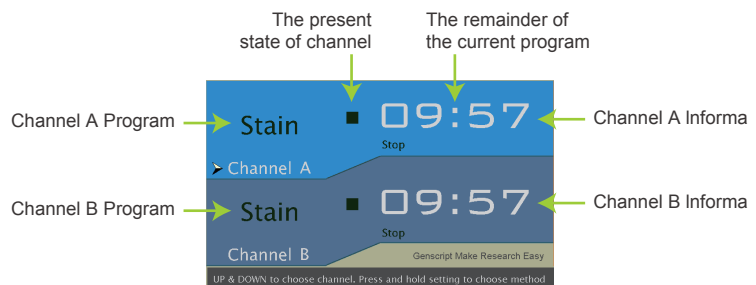 The present
state of channel
The remainder of
the current program
Channel A Program
Stain
09:57
Stop
Channel A
Channel A Informa
Channel B Program
Stain
09:57
Stop
Channel B
Channel B Informa
Genscript Make Research Easy
UP & DOWN to choose channel. Press and hold setting to choose method